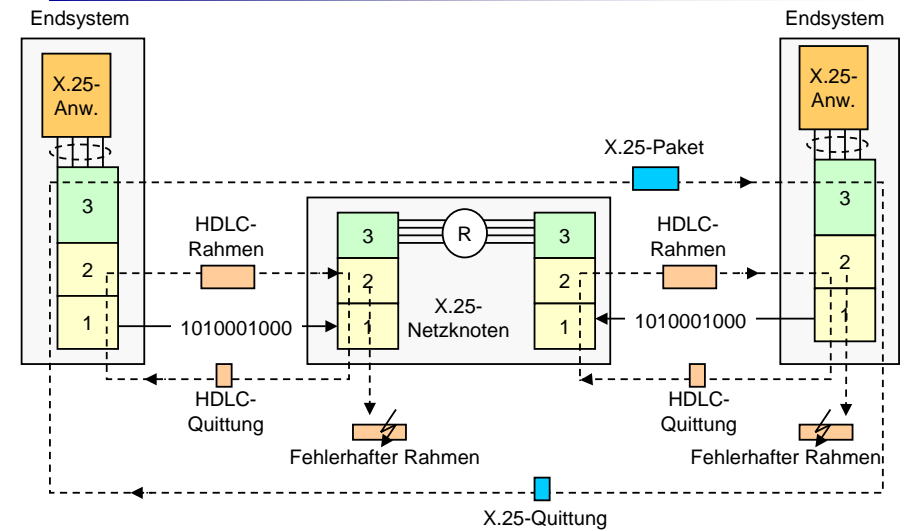 Endsystem
Endsystem
X.25-
Anw.
X.25-
Anw.
X.25-Paket
3
HDLC-
Rahmen
3
R
3
HDLC-
Rahmen
3
2
2
2
2
1
1010001000
1
X.25-
Netzknoten
1
1010001000
1
HDLC-
Quittung
HDLC-
Quittung
Fehlerhafter Rahmen
Fehlerhafter Rahmen
X.25-Quittung